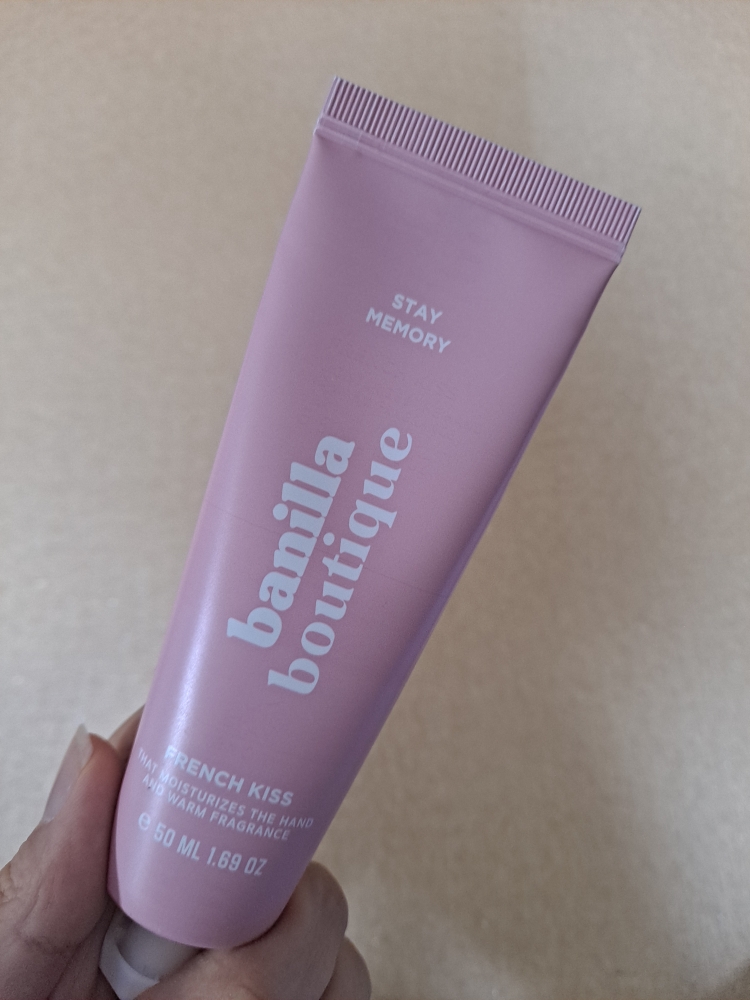 STAY
MEMORY
banilla
boutique
FRENCH KISS
THAT MOISTURIZES THE HAND
AND WARM FRAGRANCE
℮ 50 ML 1.69 OZ